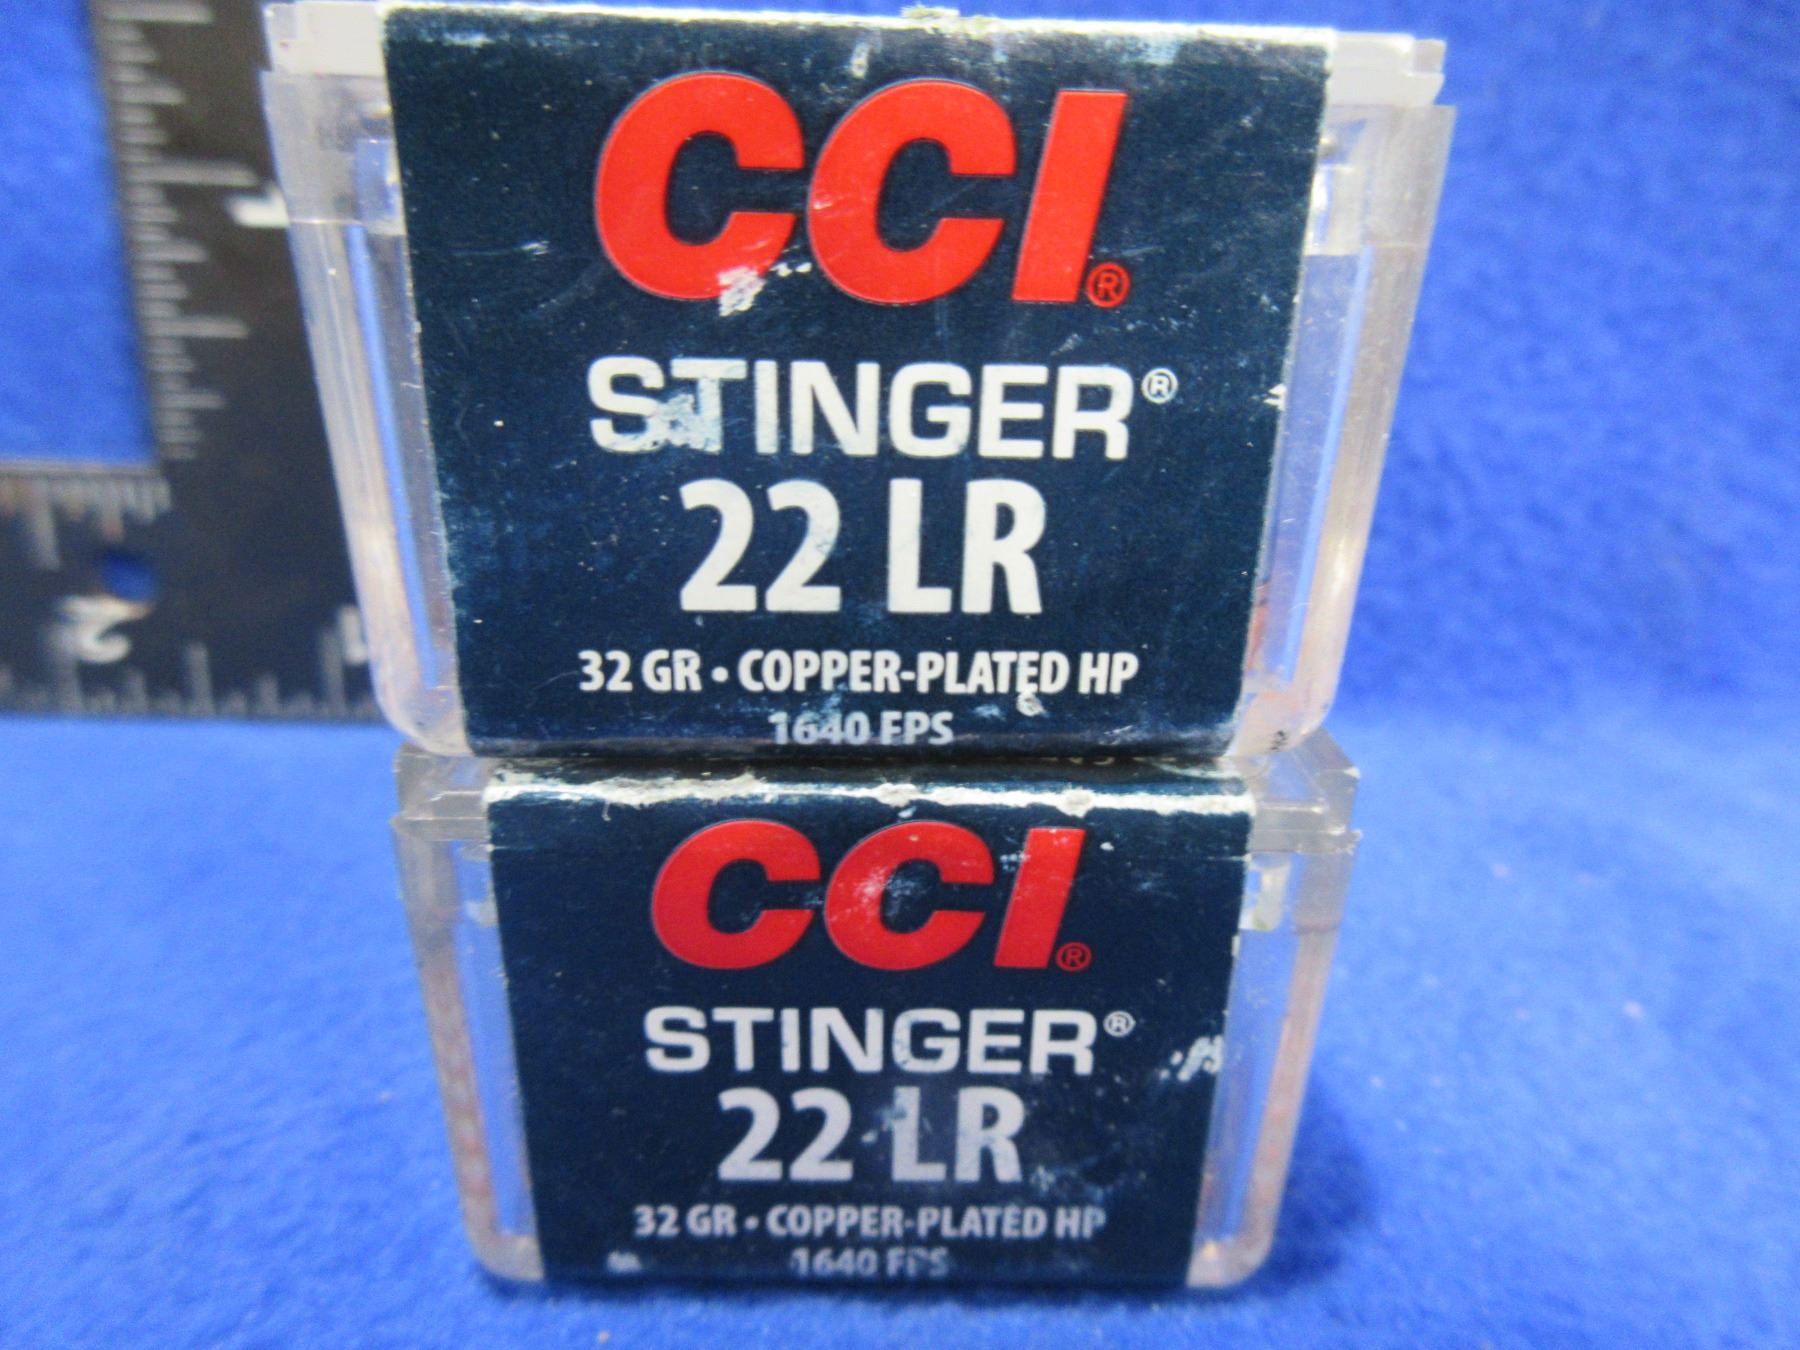 CCI®
STINGER®
22 LR
32 GR • COPPER-PLATED HP
1640 FPS
CCI®
STINGER®
22 LR
32 GR • COPPER-PLATED HP
1640 FPS
2